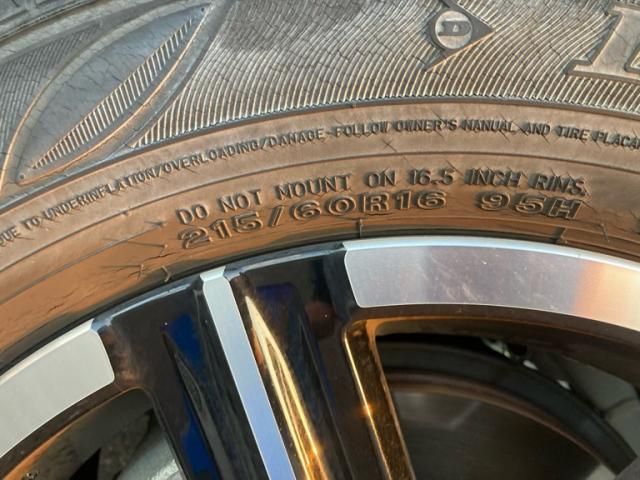 D
DUE TO UNDERINFLATION/OVERLOADING/DAMAGE-FOLLOW OWNER'S MANUAL AND TIRE PLACA
DO NOT MOUNT ON 16.5 INCH RIMS.
215/60R16 95H